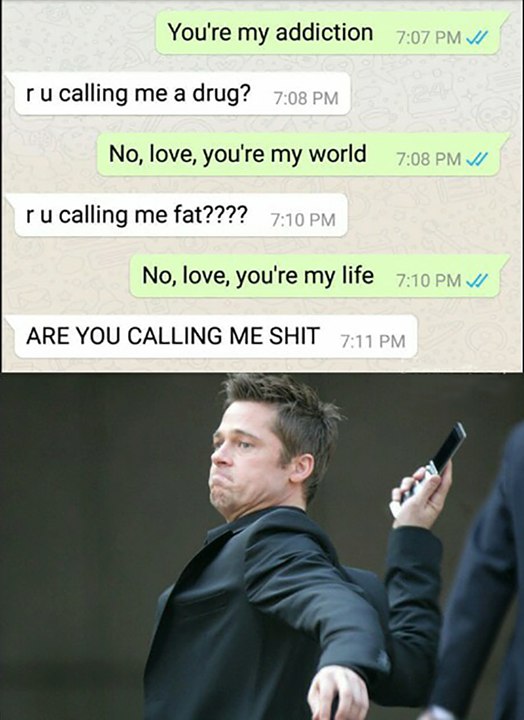 You're my addiction 7:07 PM
r u calling me a drug? 7:08 PM
No, love, you're my world 7:08 PM
r u calling me fat???? 7:10 PM
No, love, you're my life 7:10 PM
ARE YOU CALLING ME SHIT 7:11 PM